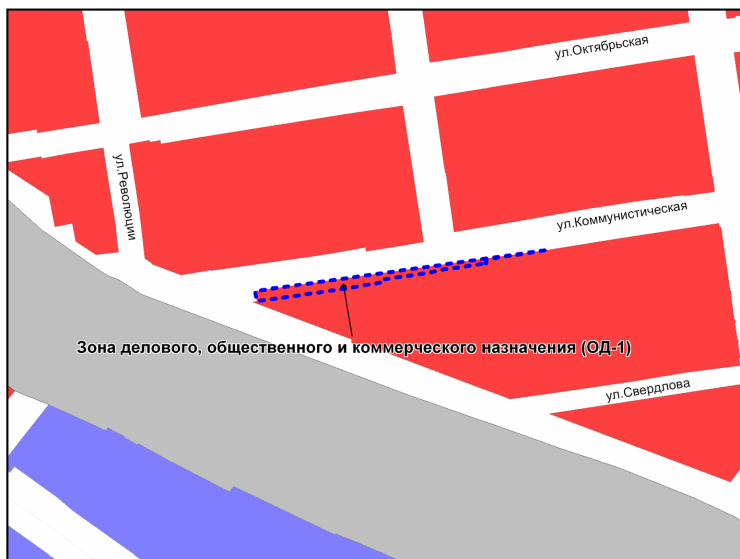 ул.Октябрьская
ул.Революции
ул.Коммунистическая
Зона делового, общественного и коммерческого назначения (ОД-1)
ул.Свердлова